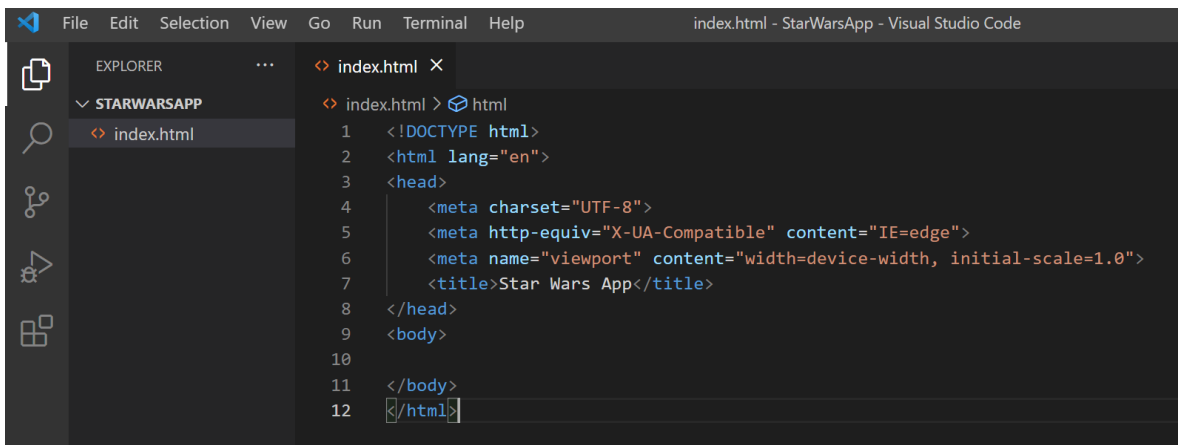 File Edit Selection View Go Run Terminal Help index.html - StarWarsApp - Visual Studio Code
EXPLORER ... index.html
STARWARSAPP
index.html
index.html > html
1 <!DOCTYPE html>
2 <html lang="en">
3 <head>
4     <meta charset="UTF-8">
5     <meta http-equiv="X-UA-Compatible" content="IE=edge">
6     <meta name="viewport" content="width=device-width, initial-scale=1.0">
7     <title>Star Wars App</title>
8 </head>
9 <body>
10
11 </body>
12 </html>